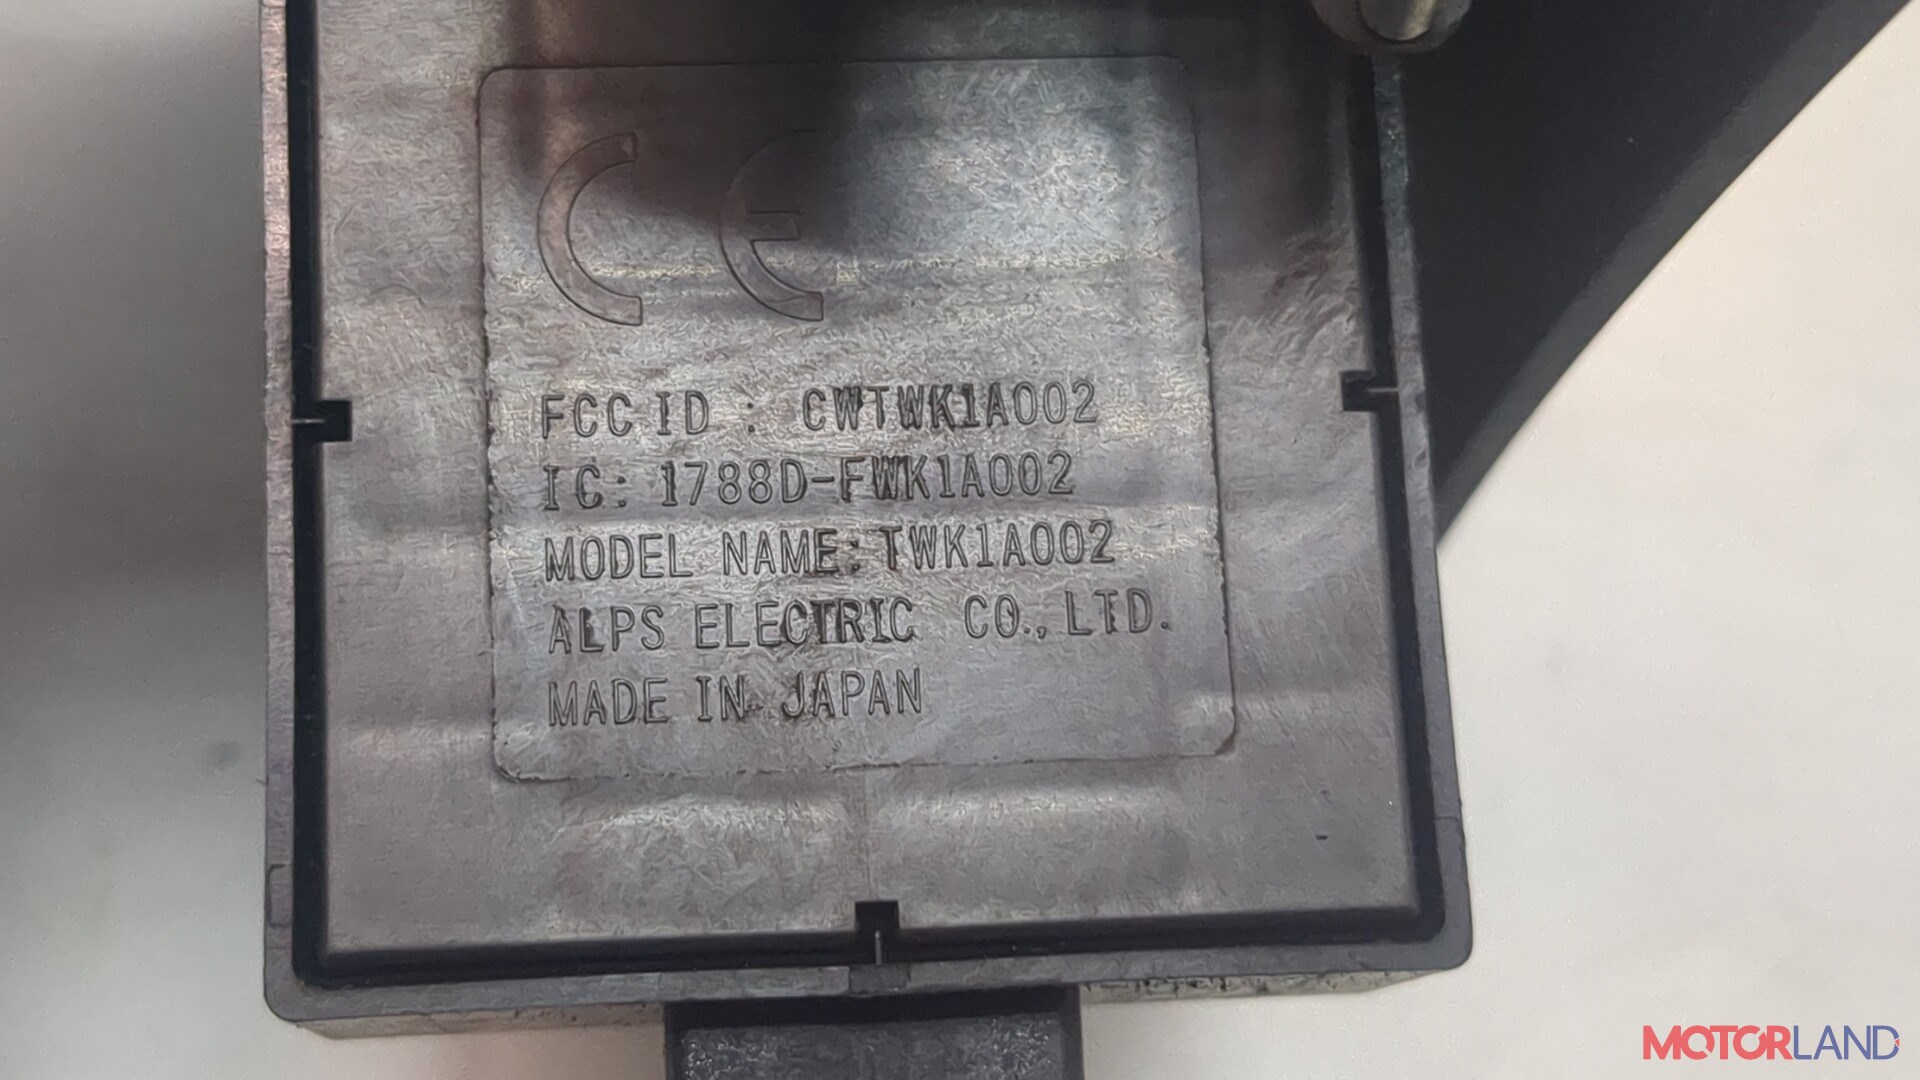 CE
FCC ID : CWTWK1A002
IC: 1788D-FWK1A002
MODEL NAME: TWK1A002
ALPS ELECTRIC CO., LTD.
MADE IN JAPAN
MOTORLAND